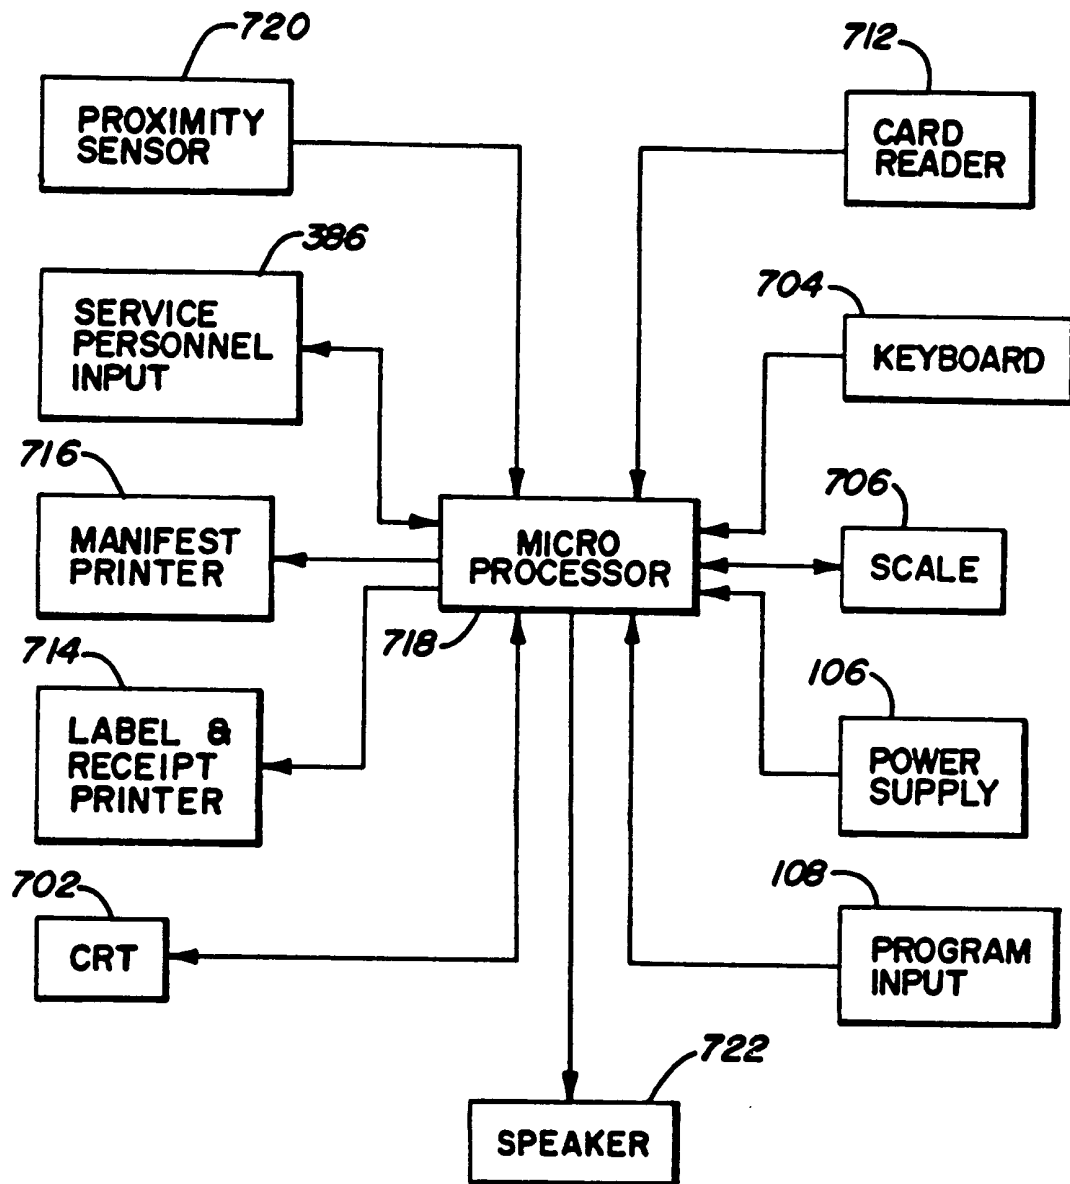 720
PROXIMITY
SENSOR
712
CARD
READER
386
SERVICE
PERSONNEL
INPUT
704
KEYBOARD
716
MANIFEST
PRINTER
MICRO
PROCESSOR
718
706
SCALE
714
LABEL &
RECEIPT
PRINTER
106
POWER
SUPPLY
702
CRT
108
PROGRAM
INPUT
722
SPEAKER